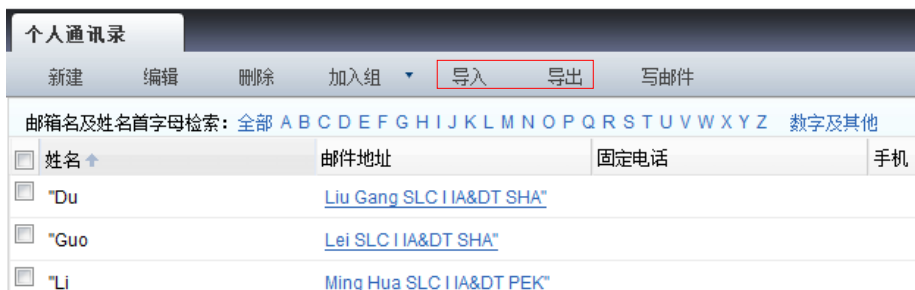 个人通讯录
新建 编辑 删除 加入组 导入 导出 写邮件
邮箱名及姓名首字母检索: 全部 A B C D E F G H I J K L M N O P Q R S T U V W X Y Z 数字及其他
姓名 邮件地址 固定电话 手机
"Du Liu Gang SLC I IA&DT SHA"
"Guo Lei SLC I IA&DT SHA"
"Li Ming Hua SLC I IA&DT PEK"